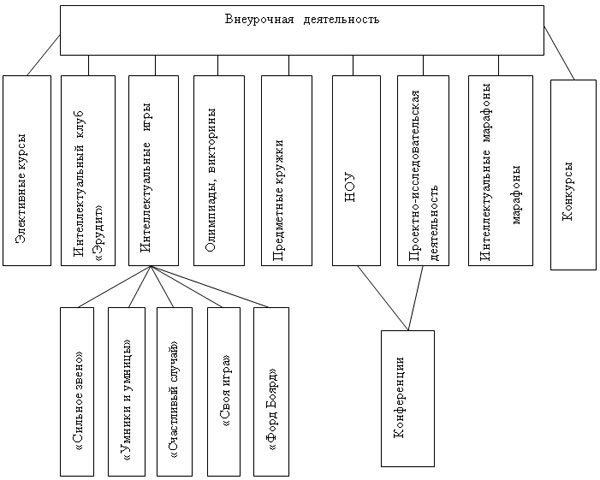 Внеурочная деятельность
Элективные курсы
Интеллектуальный клуб
«Эрудит»
Интеллектуальные игры
Олимпиады, викторины
Предметные кружки
НОУ
Проектно-исследовательская
деятельность
Интеллектуальные марафоны
марафоны
Конкурсы
«Сильное звено»
«Умники и умницы»
«Счастливый случай»
«Своя игра»
«Форд Боярд»
Конференции